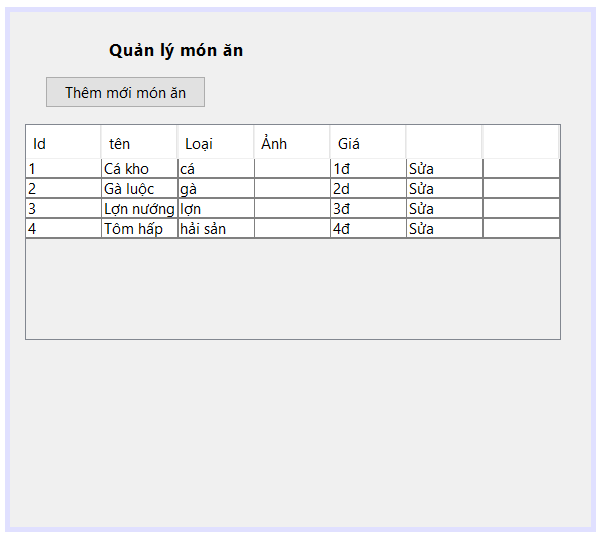 Quản lý món ăn
Thêm mới món ăn
Id tên Loại Ảnh Giá
1 Cá kho cá 1đ Sửa
2 Gà luộc gà 2d Sửa
3 Lợn nướng lợn 3đ Sửa
4 Tôm hấp hải sản 4đ Sửa